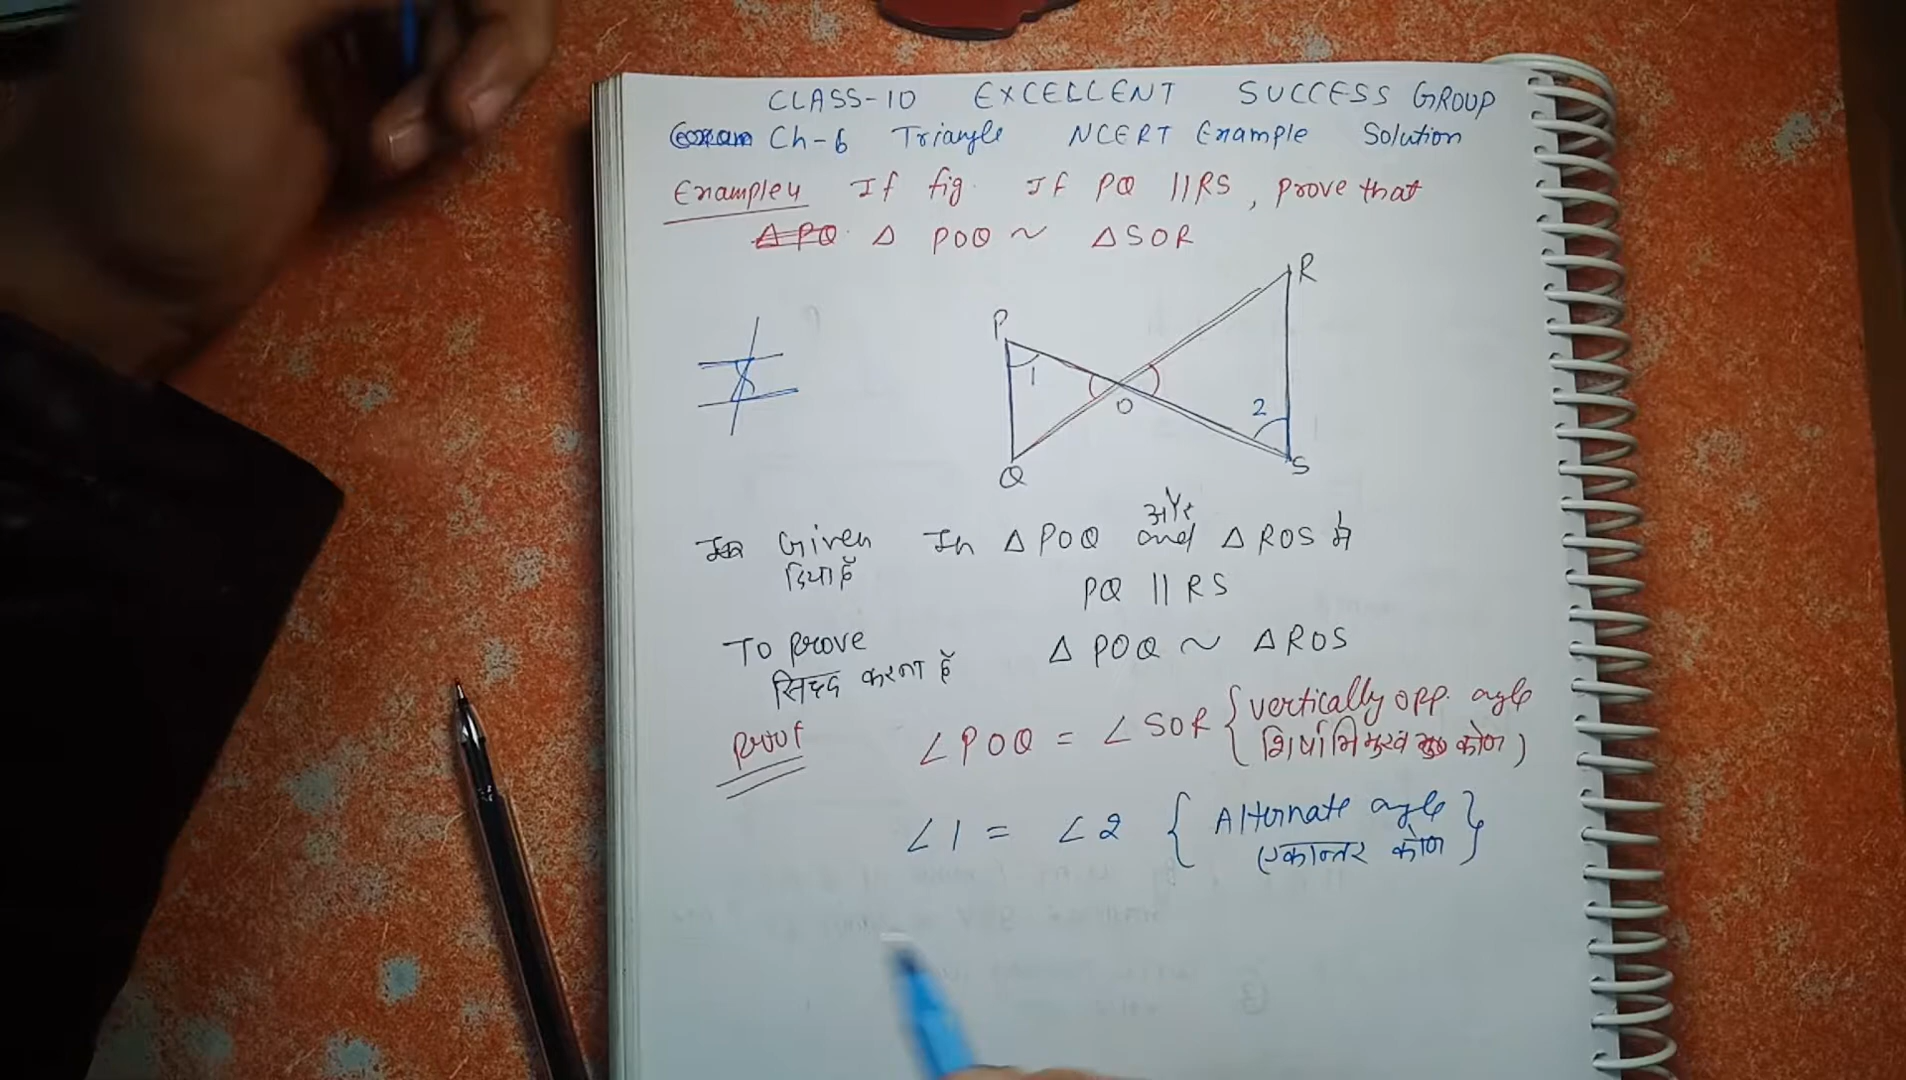 CLASS-10 EXCELLENT SUCCESS GROUP
Ch-6 Triangle NCERT Example Solution
Example 4 If fig. If PQ || RS, prove that
△ PQ △ POQ ~ △ SOR
R
P
1
O
2
Q
S
और
Given In △ POQ and △ ROS में
दिया है
PQ || RS
To prove △ POQ ~ △ ROS
सिद्द करना है
Proof ∠POQ = ∠SOR { vertically opp. angle
शिर्षाभिमुख कोण )
∠1 = ∠2 { Alternate angle }
एकान्तर कोण